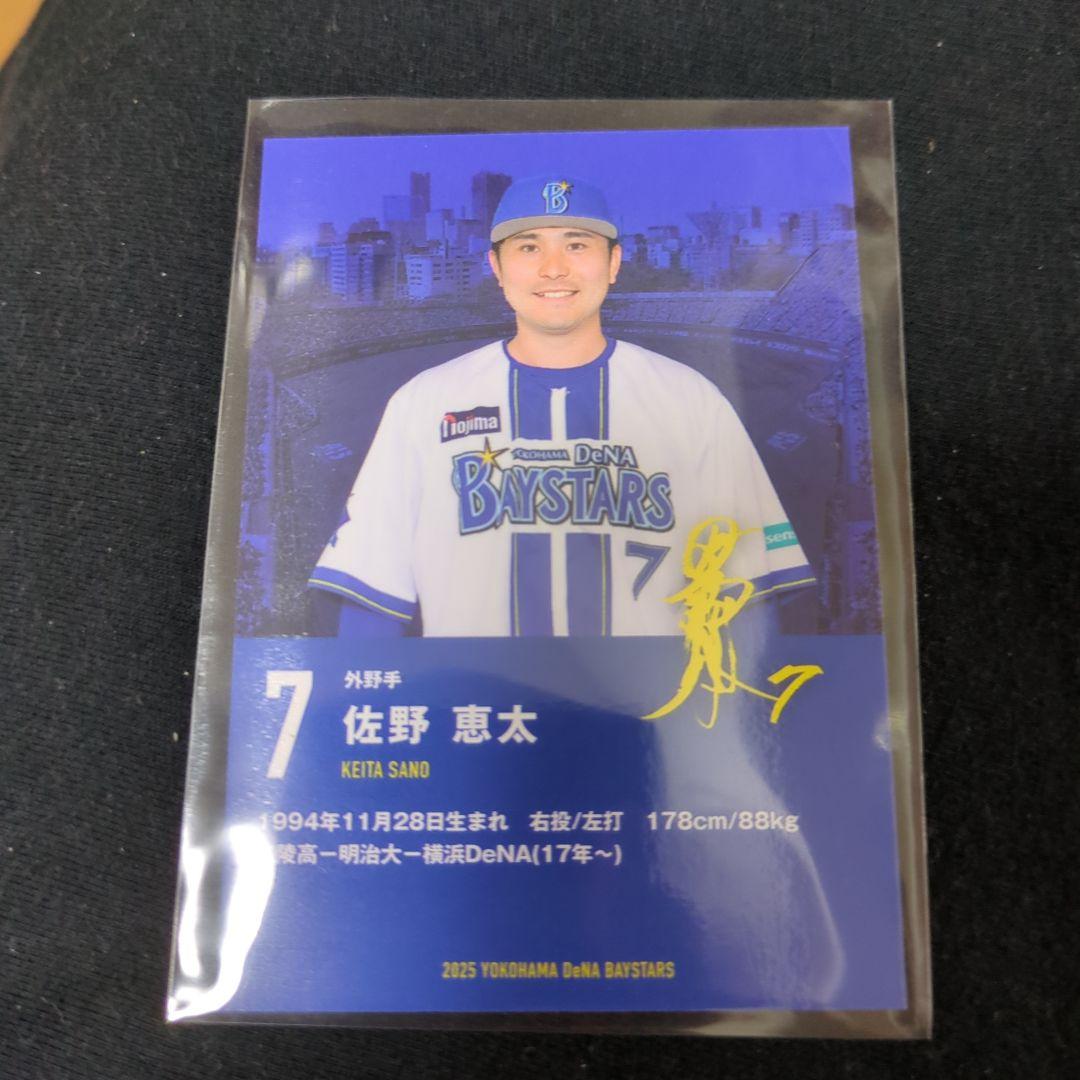 B
nojima
YOKOHAMA DeNA
BAYSTARS
7
sens
7
7
外野手
佐野 恵太
KEITA SANO
1994年11月28日生まれ 右投/左打 178cm/88kg
陵高ー明治大ー横浜DeNA(17年〜)
2025 YOKOHAMA DeNA BAYSTARS